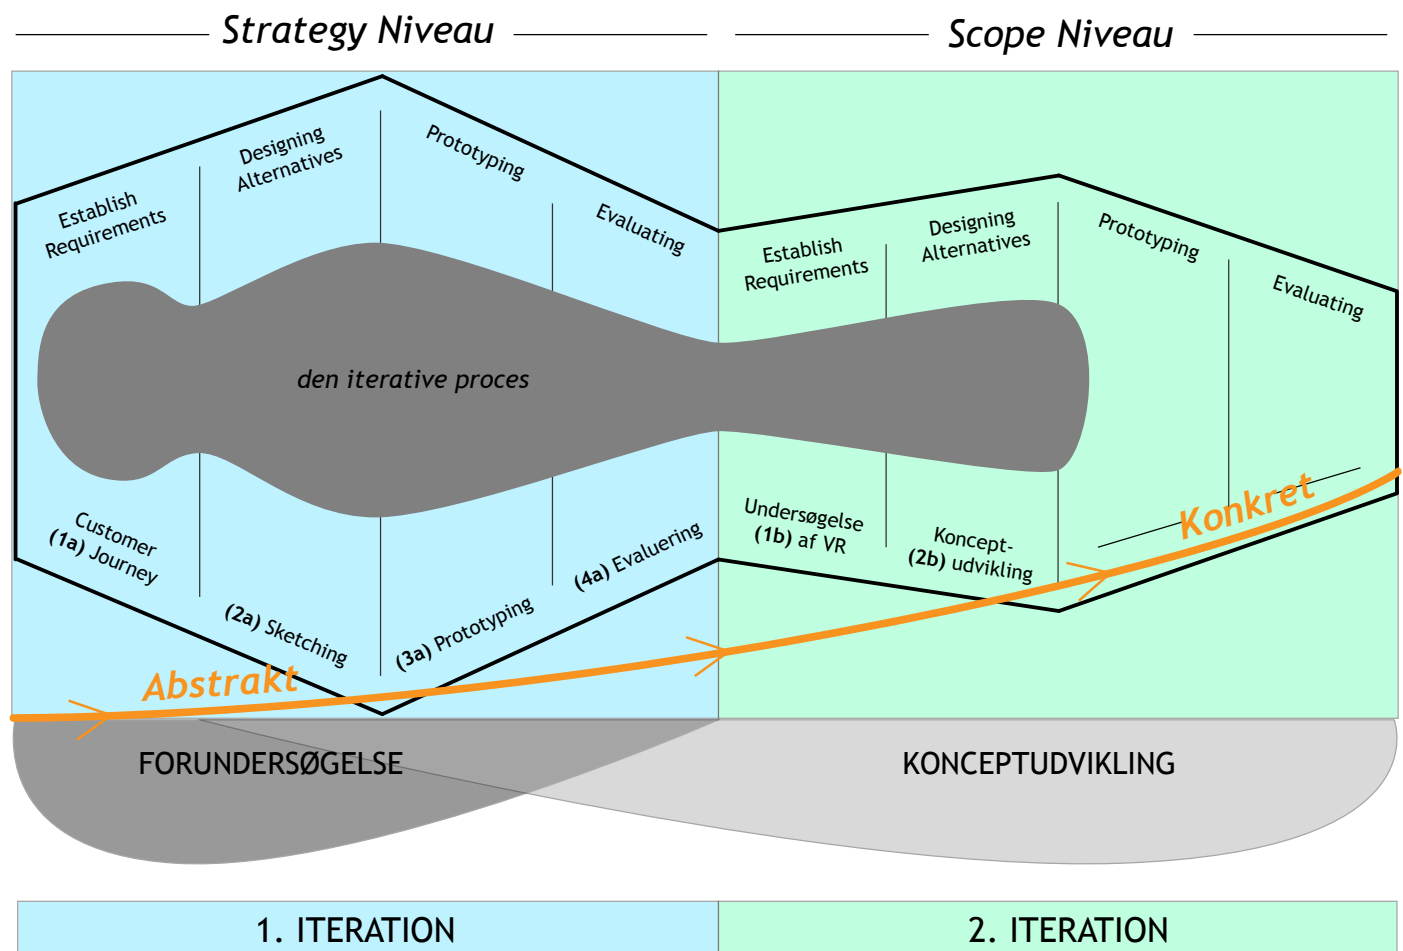 Strategy Niveau
Scope Niveau
Establish
Requirements
Designing
Alternatives
Prototyping
Evaluating
Establish
Requirements
Designing
Alternatives
Prototyping
Evaluating
den iterative proces
Customer
(1a) Journey
(2a) Sketching
(3a) Prototyping
(4a) Evaluering
Undersøgelse
(1b) af VR
Koncept-
(2b) udvikling
Abstrakt
Konkret
FORUNDERSØGELSE
KONCEPTUDVIKLING
1. ITERATION
2. ITERATION